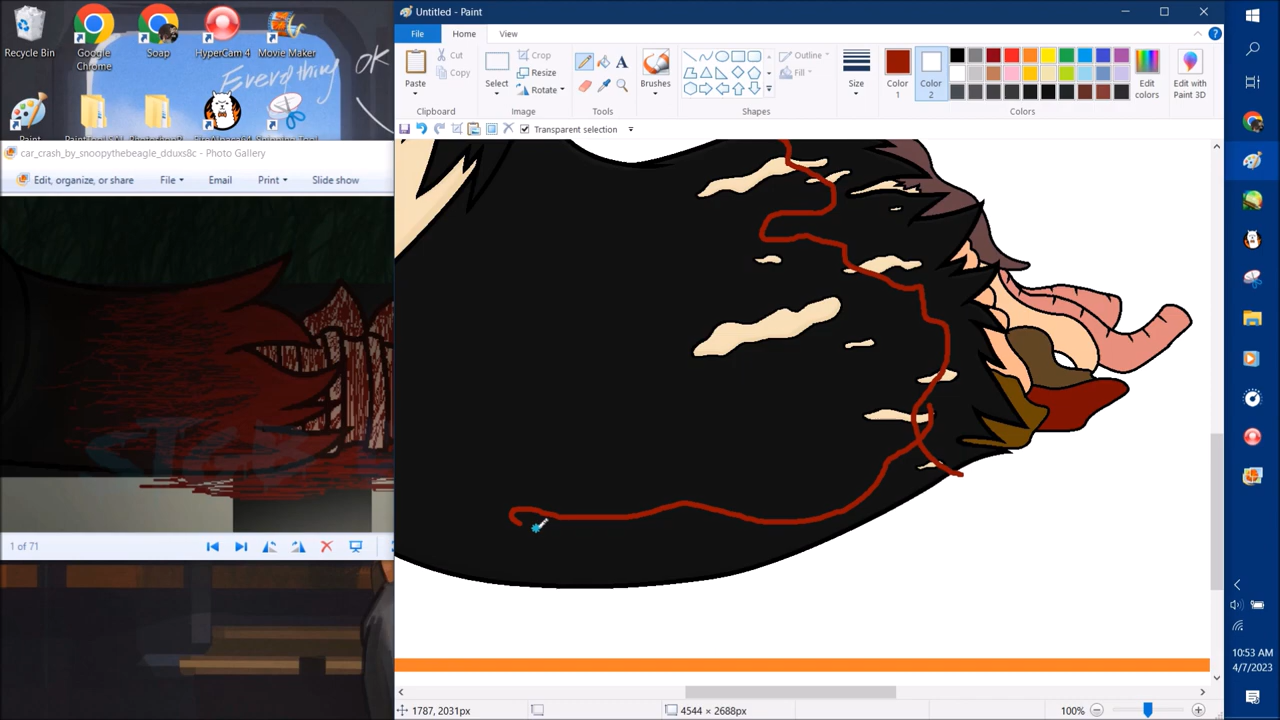 Recycle Bin
Google Chrome
Soap
HyperCam 4
Movie Maker
Everything
OK
Paint
car_crash_by_snoopythebeagle_dduxs8c - Photo Gallery
Edit, organize, or share
File
Email
Print
Slide show
1 of 71
Untitled - Paint
File
Home
View
Paste
Cut
Copy
Clipboard
Select
Crop
Resize
Rotate
Image
A
Tools
Brushes
Shapes
Outline
Fill
Size
Color 1
Color 2
Edit colors
Edit with Paint 3D
Colors
Transparent selection
1787, 2031px
4544 × 2688px
100%
10:53 AM
4/7/2023